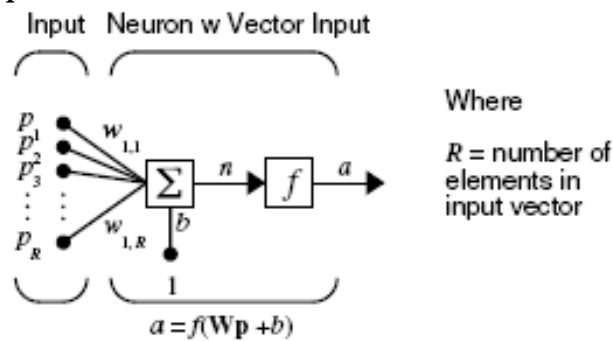 Input Neuron w Vector Input
p1
p2
p3
pR
w1,1
w1,R
Σ
n
f
a
b
1
a = f(Wp + b)
Where
R = number of
elements in
input vector